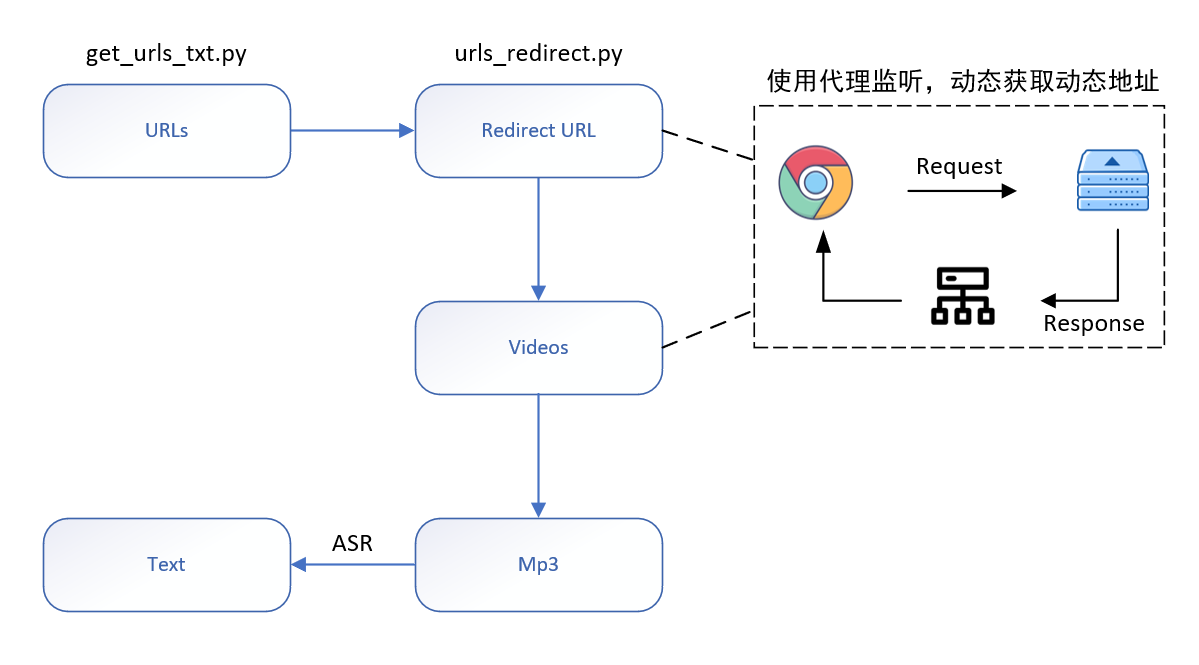 get_urls_txt.py
urls_redirect.py
使用代理监听，动态获取动态地址
URLs
Redirect URL
Request
Response
Videos
ASR
Text
Mp3